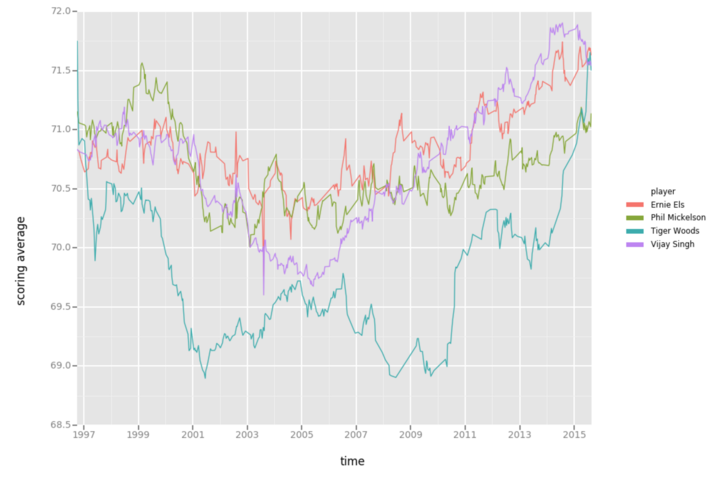 72.0
71.5
71.0
70.5
70.0
69.5
69.0
68.5
scoring average
1997 1999 2001 2003 2005 2007 2009 2011 2013 2015
time
player
Ernie Els
Phil Mickelson
Tiger Woods
Vijay Singh